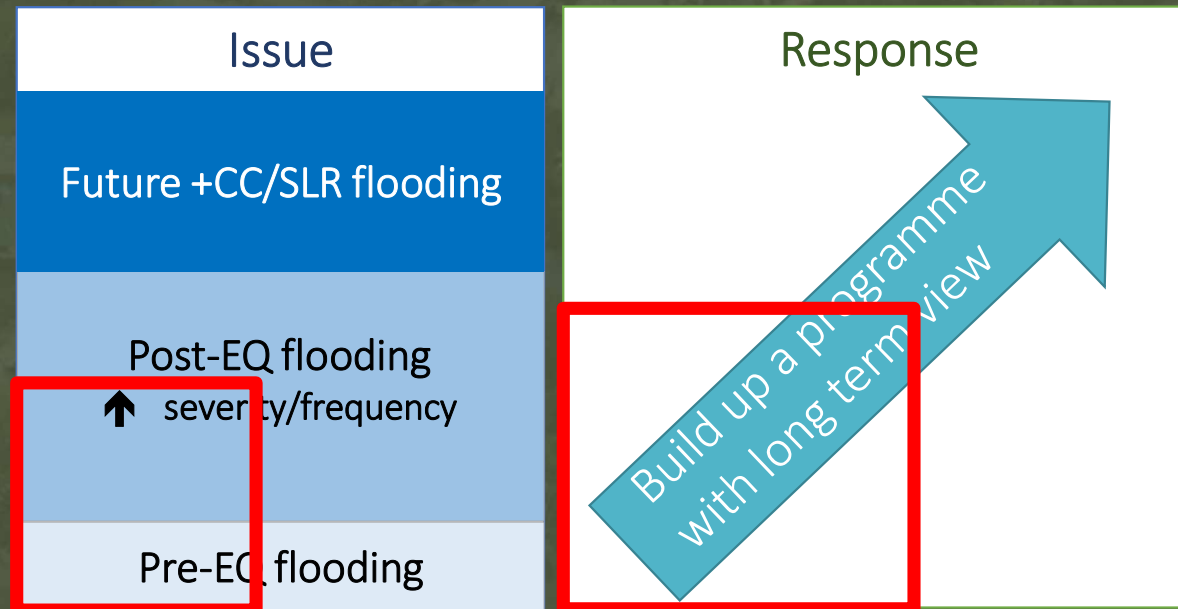 Issue
Future +CC/SLR flooding
Post-EQ flooding
↑ severity/frequency
Pre-EQ flooding
Response
Build up a programme
with long term view